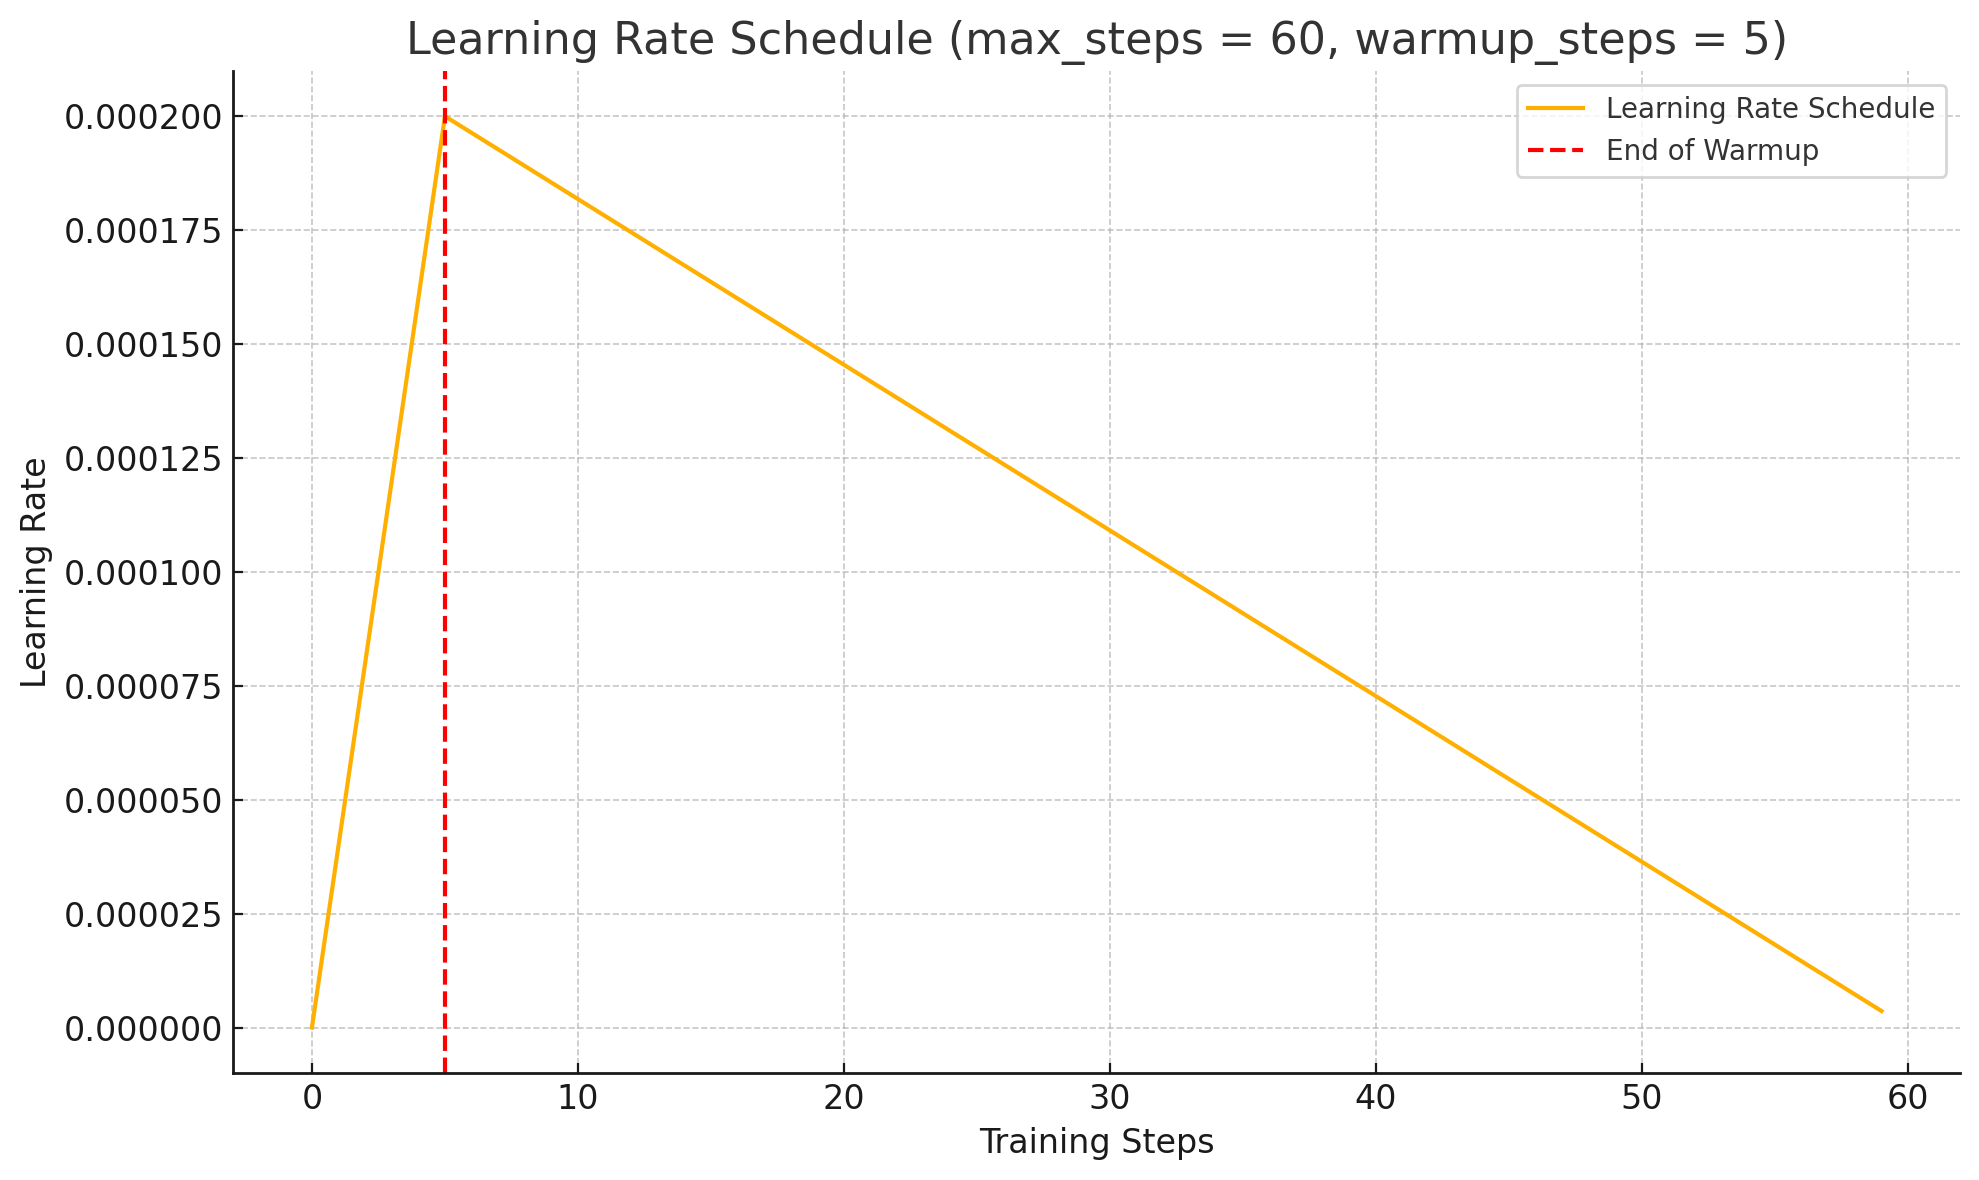 Learning Rate Schedule (max_steps = 60, warmup_steps = 5)
Learning Rate Schedule
End of Warmup
Learning Rate
0.000200
0.000175
0.000150
0.000125
0.000100
0.000075
0.000050
0.000025
0.000000
0 10 20 30 40 50 60
Training Steps